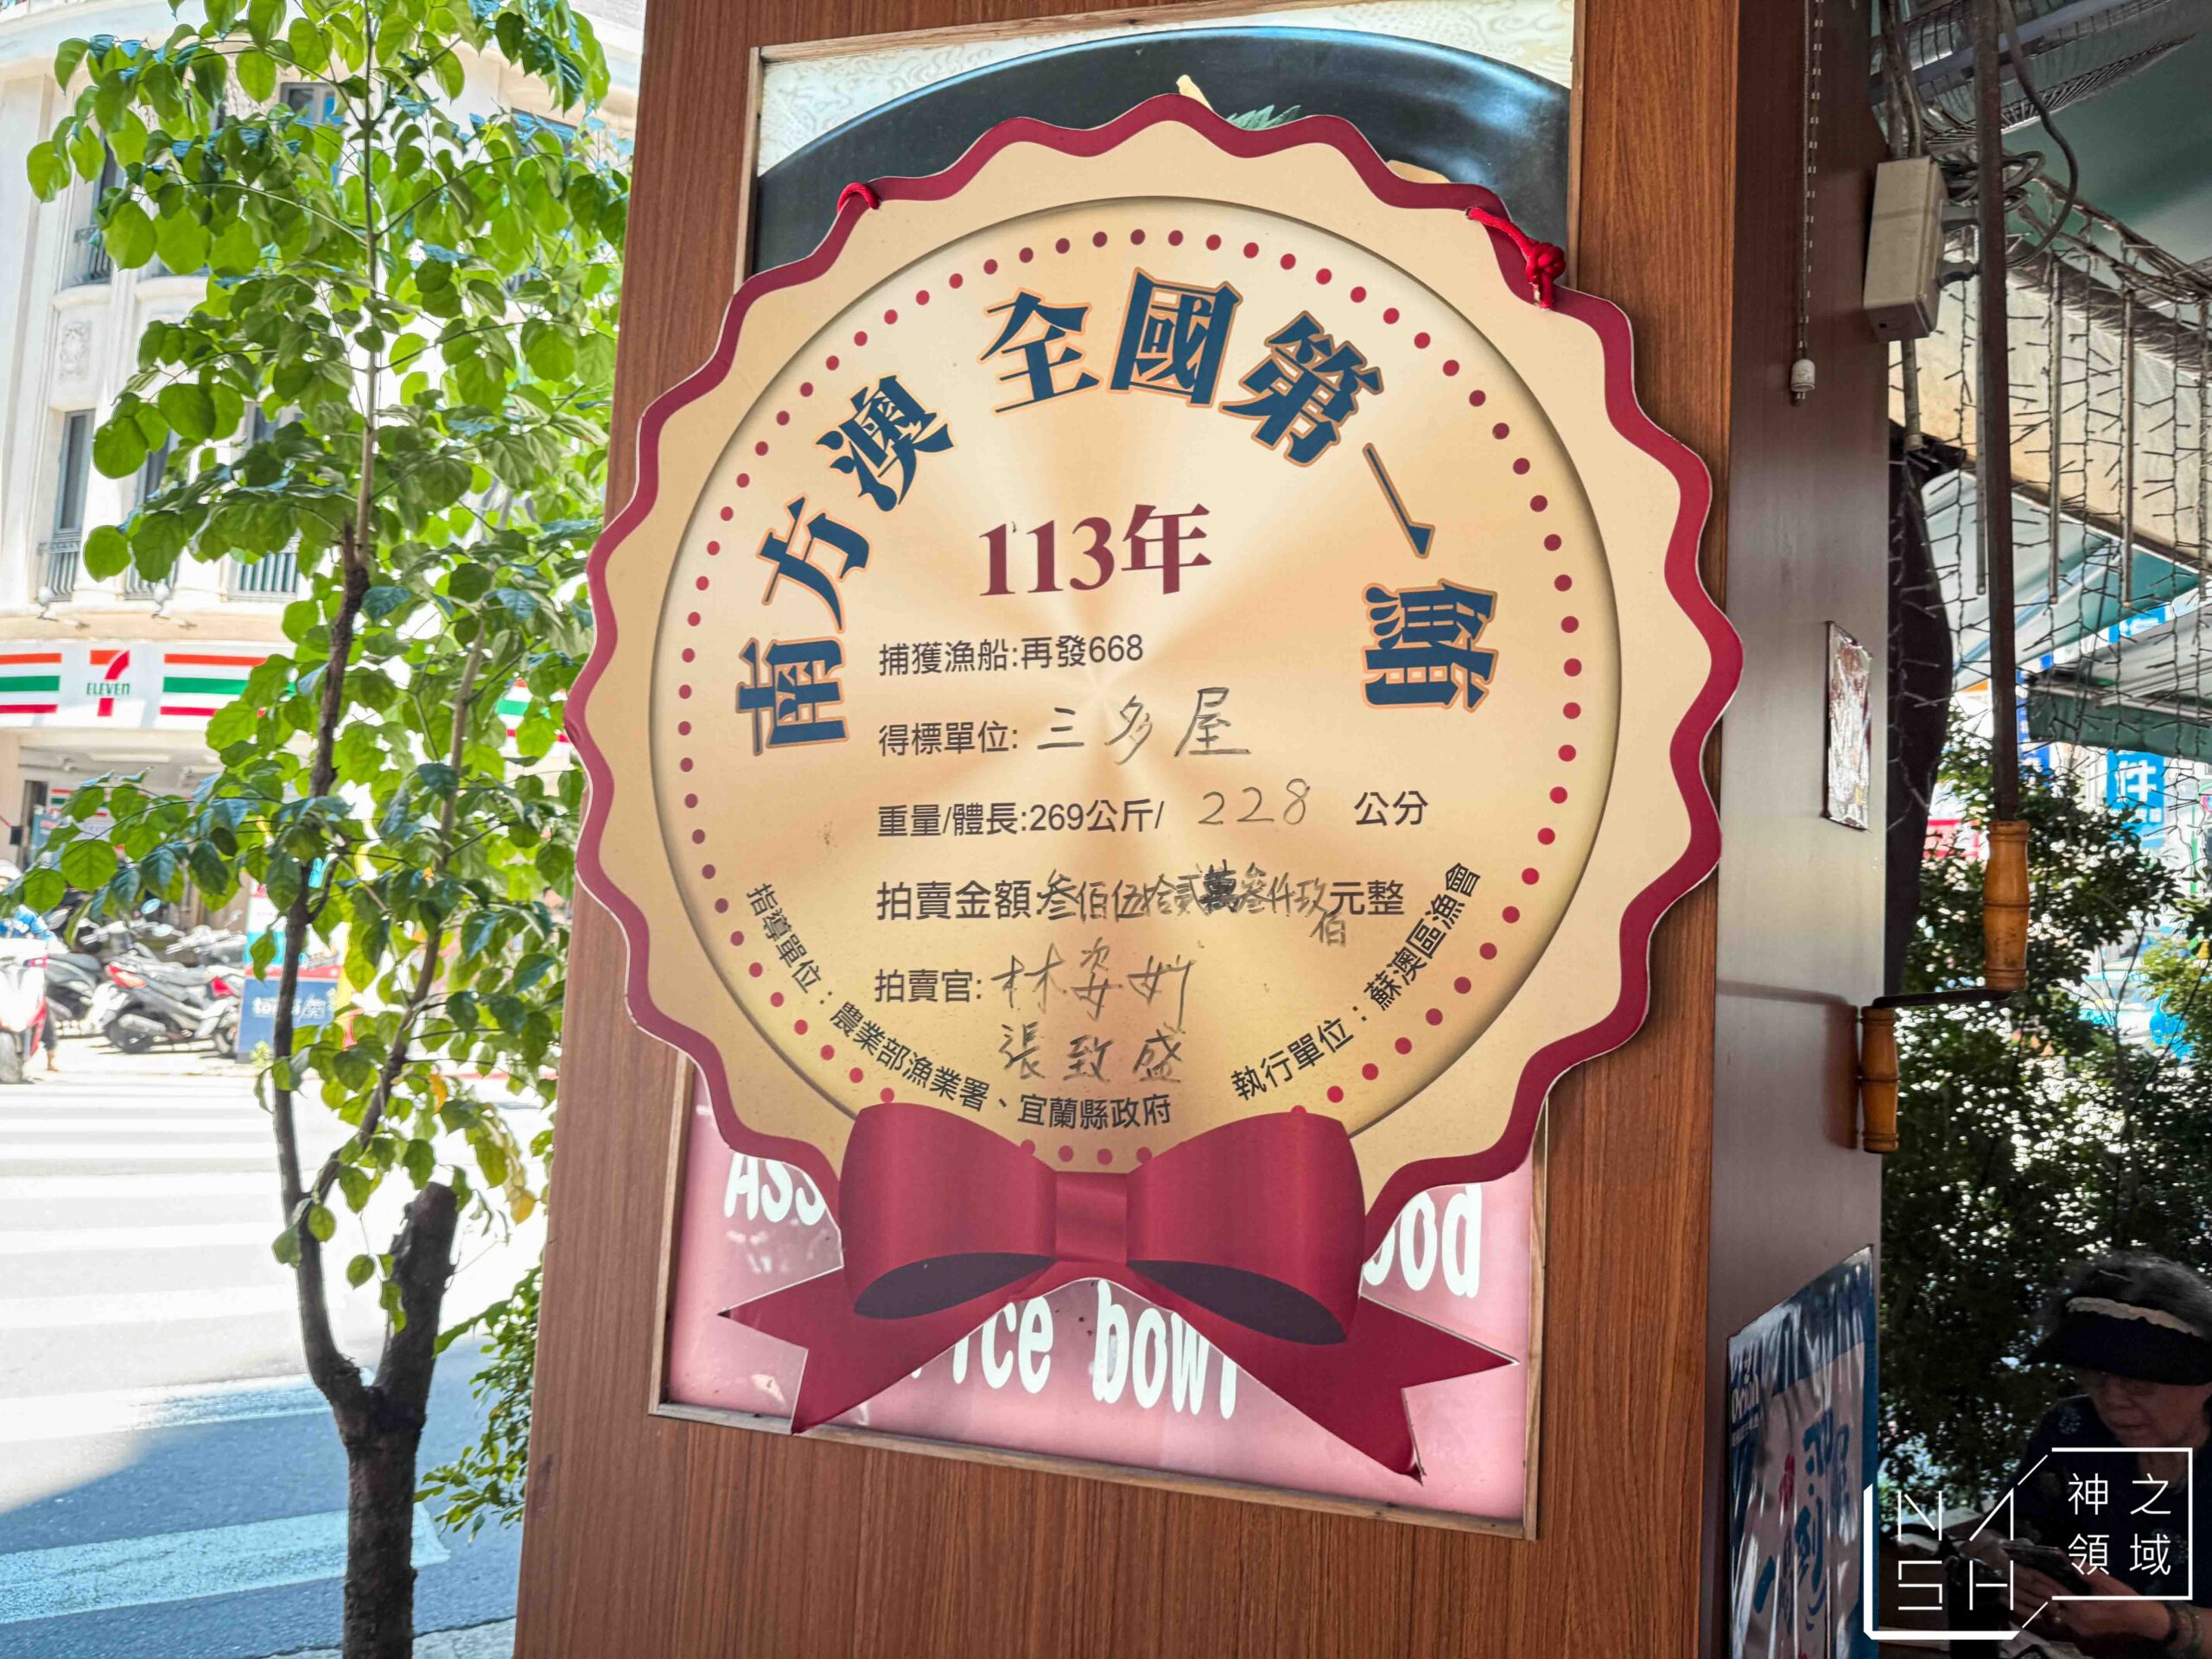 南方澳 全國第一鮪
113年
捕獲漁船:再發668
得標單位: 三多屋
重量/體長:269公斤/ 228 公分
拍賣金額:叁佰伍拾貳萬叁仟玖佰元整
拍賣官: 林姿妙
張致盛
指導單位：農業部漁業署、宜蘭縣政府
執行單位：蘇澳區漁會
bowl
7
ELEVEN
NASH
神之
領域